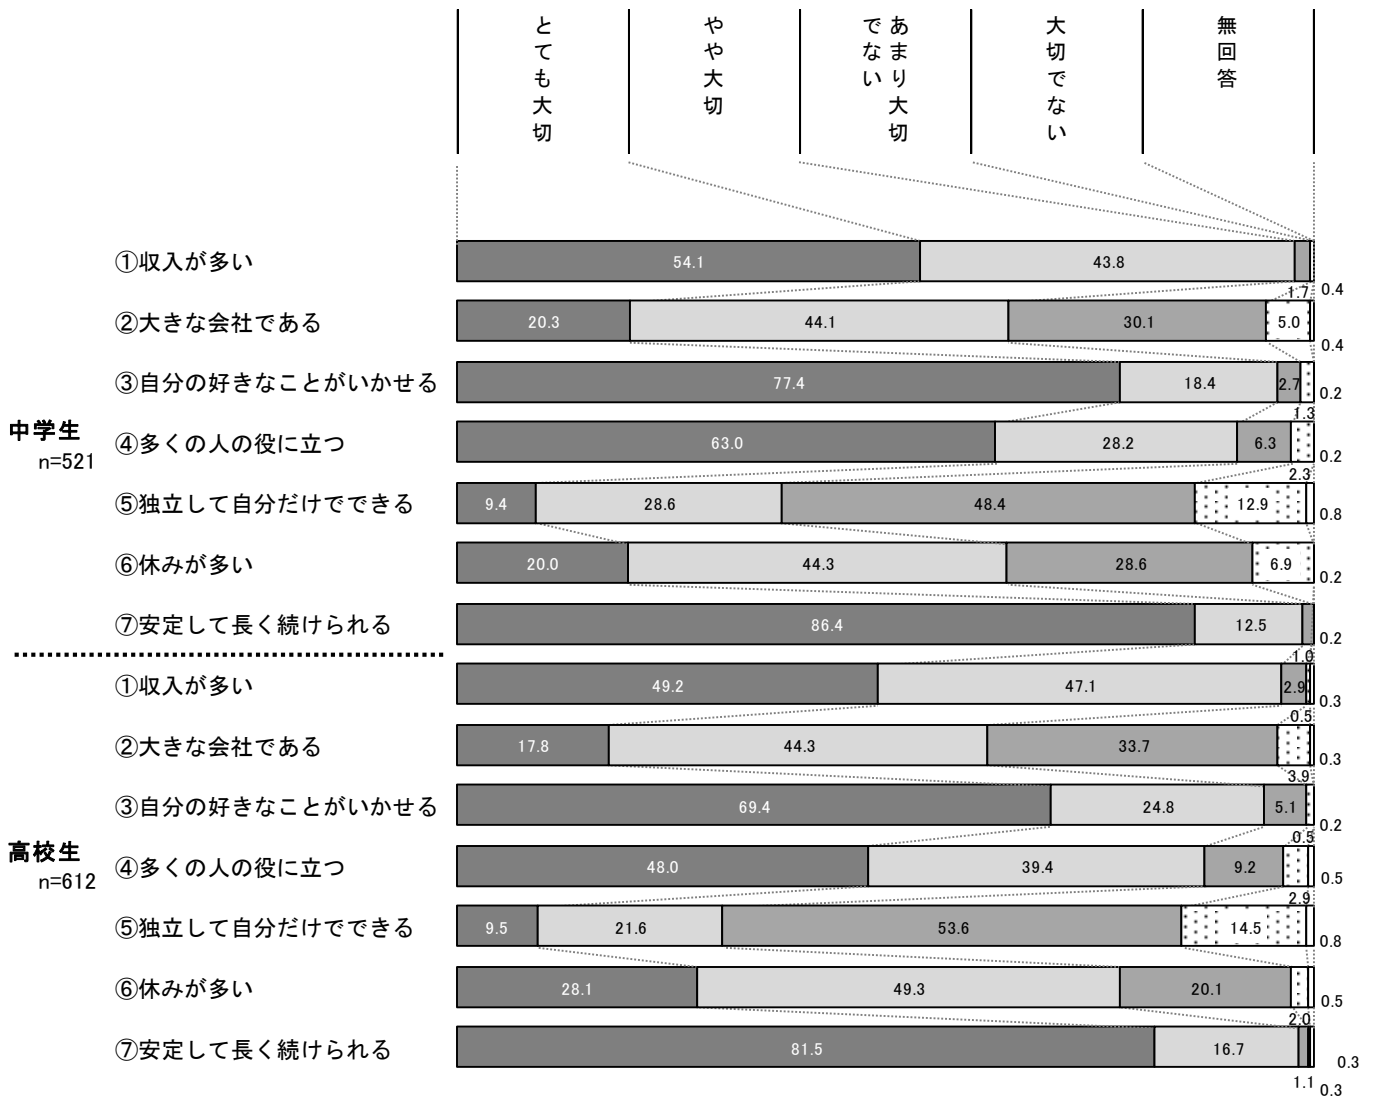 とても大切
やや大切
あまり大切
でない
大切でない
無回答
①収入が多い
54.1
43.8
1.7
0.4
②大きな会社である
20.3
44.1
30.1
5.0
0.4
③自分の好きなことがいかせる
77.4
18.4
2.7
1.3
0.2
中学生
n=521
④多くの人の役に立つ
63.0
28.2
6.3
2.3
0.2
⑤独立して自分だけでできる
9.4
28.6
48.4
12.9
0.8
⑥休みが多い
20.0
44.3
28.6
6.9
0.2
⑦安定して長く続けられる
86.4
12.5
1.0
0.2
①収入が多い
49.2
47.1
2.9
0.5
0.3
②大きな会社である
17.8
44.3
33.7
3.9
0.3
③自分の好きなことがいかせる
69.4
24.8
5.1
0.5
0.2
高校生
n=612
④多くの人の役に立つ
48.0
39.4
9.2
2.9
0.5
⑤独立して自分だけでできる
9.5
21.6
53.6
14.5
0.8
⑥休みが多い
28.1
49.3
20.1
2.0
0.5
⑦安定して長く続けられる
81.5
16.7
1.1
0.3
0.3